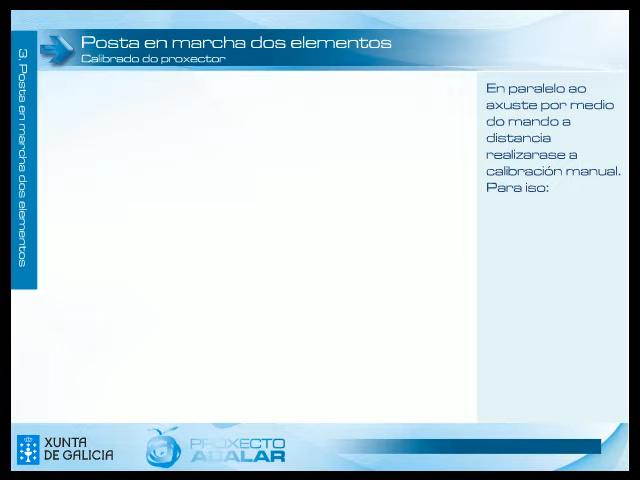 Posta en marcha dos elementos
Calibrado do proxector
3. Posta en marcha dos elementos
En paralelo ao
axuste por medio
do mando a
distancia
realizarase a
calibración manual.
Para iso:
XUNTA
DE GALICIA
PROXECTO
ABALAR